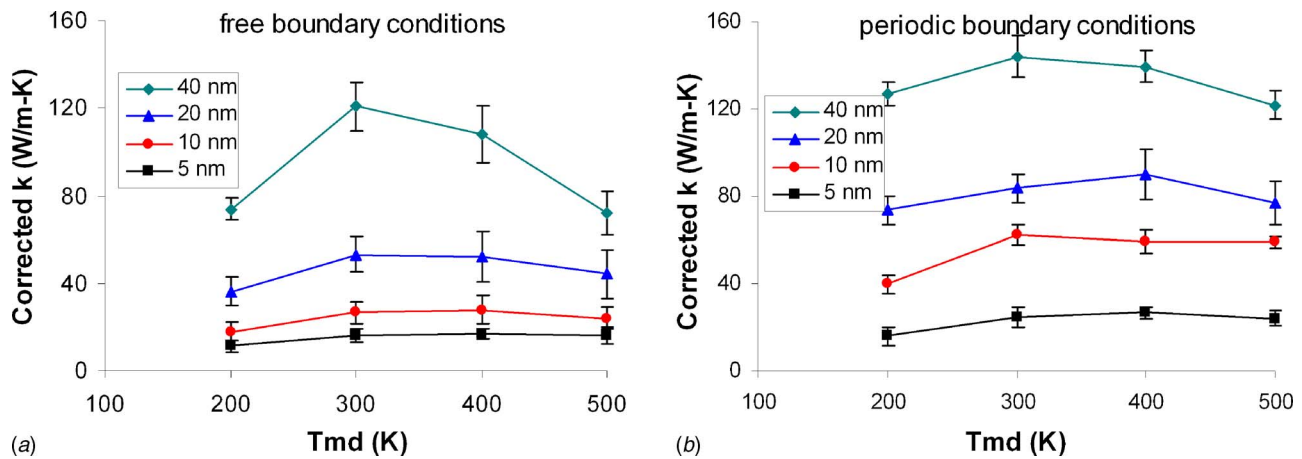 free boundary conditions
Corrected k (W/m-K)
160
120
80
40
0
40 nm
20 nm
10 nm
5 nm
100 200 300 400 500
Tmd (K)
(a)
periodic boundary conditions
Corrected k (W/m-K)
160
120
80
40
0
40 nm
20 nm
10 nm
5 nm
100 200 300 400 500
Tmd (K)
(b)